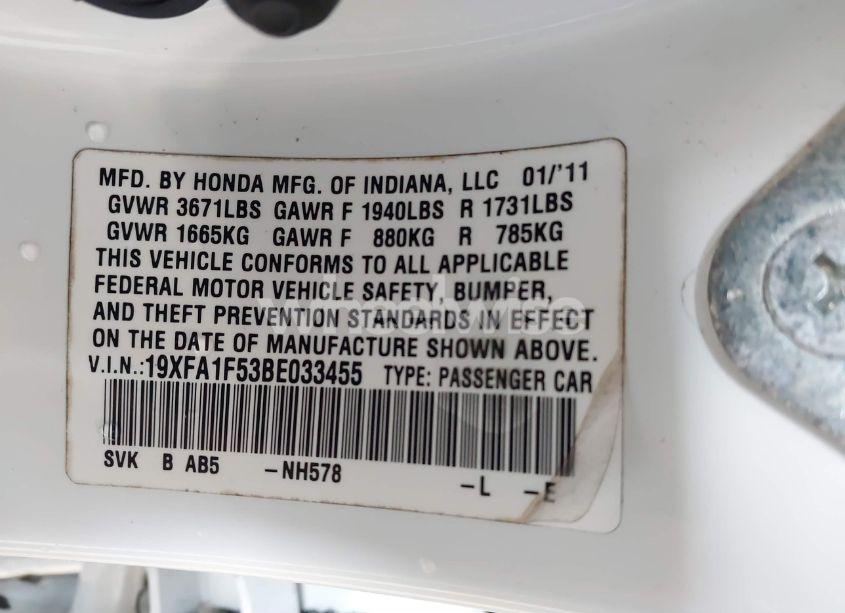 MFD. BY HONDA MFG. OF INDIANA, LLC 01/'11
GVWR 3671LBS GAWR F 1940LBS R 1731LBS
GVWR 1665KG GAWR F 880KG R 785KG
THIS VEHICLE CONFORMS TO ALL APPLICABLE
FEDERAL MOTOR VEHICLE SAFETY, BUMPER,
AND THEFT PREVENTION STANDARDS IN EFFECT
ON THE DATE OF MANUFACTURE SHOWN ABOVE.
V.I.N.:19XFA1F53BE033455 TYPE: PASSENGER CAR
SVK B AB5 -NH578 -L -E